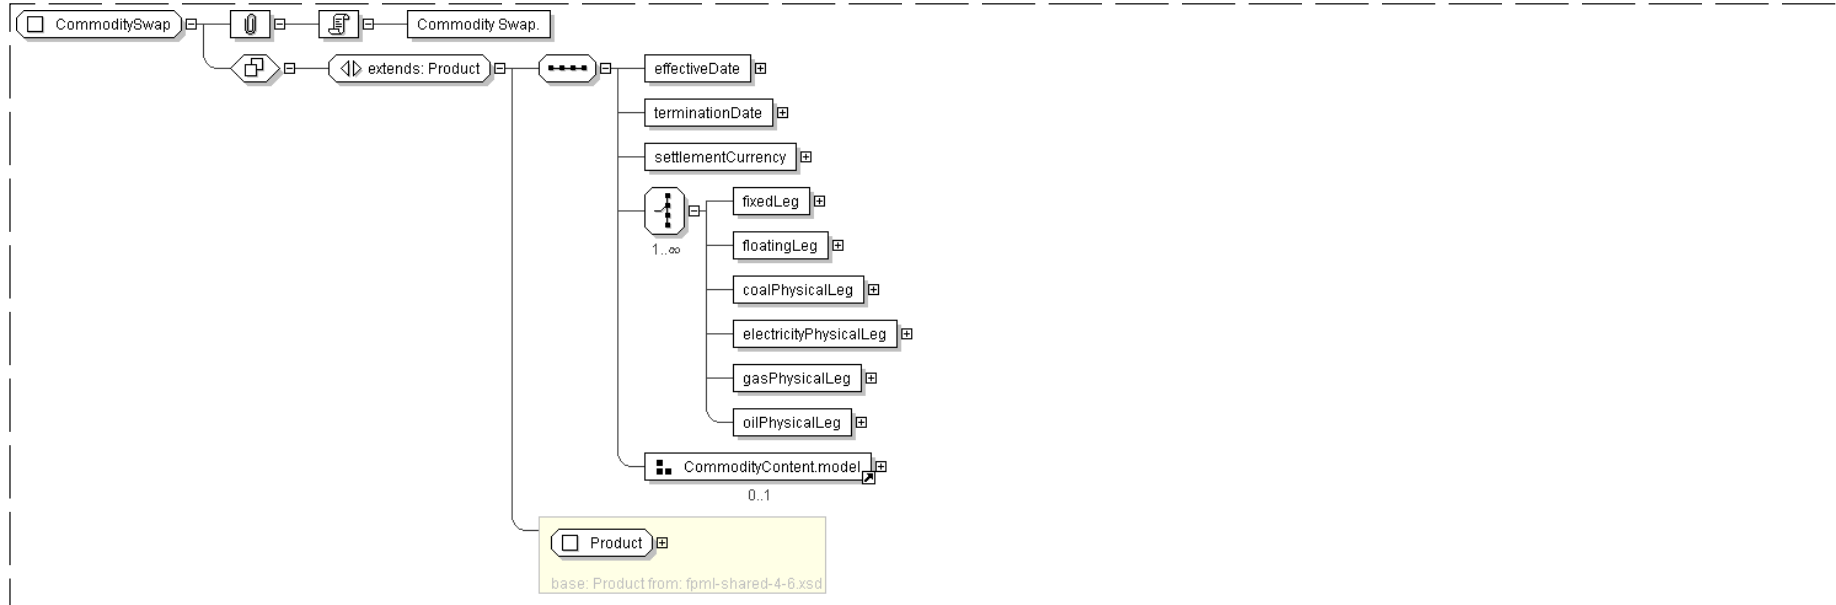 CommoditySwap
Commodity Swap.
extends: Product
effectiveDate
terminationDate
settlementCurrency
1..∞
fixedLeg
floatingLeg
coalPhysicalLeg
electricityPhysicalLeg
gasPhysicalLeg
oilPhysicalLeg
CommodityContent.model
0..1
Product
base: Product from: fpml-shared-4-6.xsd